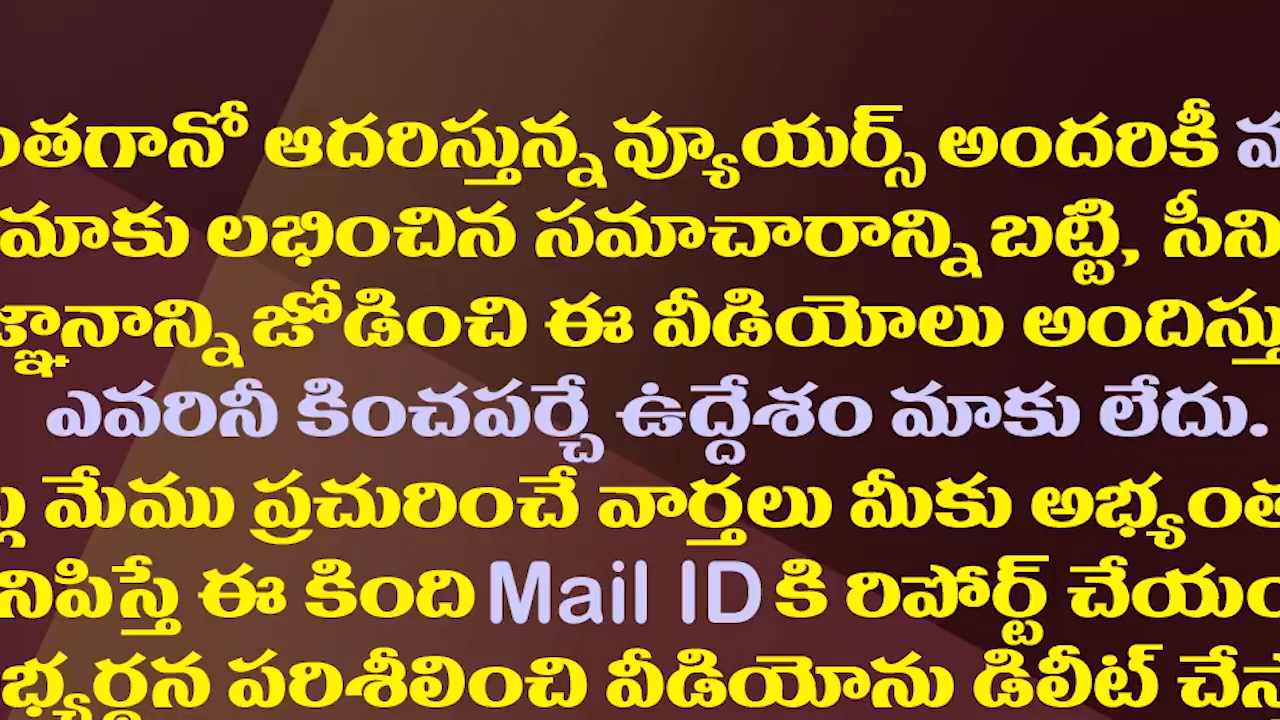 ంతగానో ఆదరిస్తున్న వ్యూయర్స్ అందరికీ
మాకు లభించిన సమాచారాన్ని బట్టి, సీని
జ్ఞానాన్ని జోడించి ఈ వీడియోలు అందిస్తు
ఎవరినీ కించపర్చే ఉద్దేశం మాకు లేదు.
మేము ప్రచురించే వార్తలు మీకు అభ్యంత
నిపిస్తే ఈ కింది Mail ID కి రిపోర్ట్ చేయం
భ్యర్థన పరిశీలించి వీడియోను డిలీట్ చేస